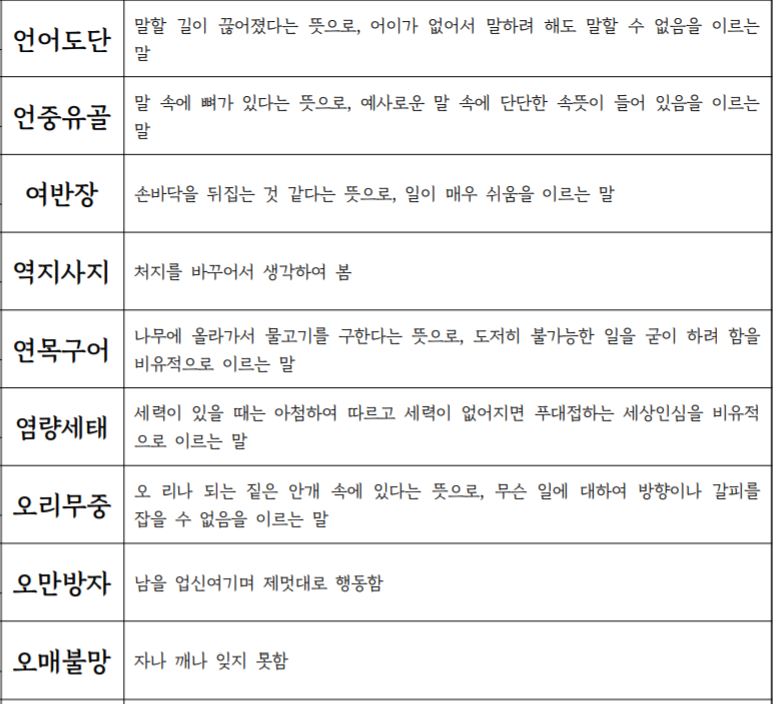 언어도단
말할 길이 끊어졌다는 뜻으로, 어이가 없어서 말하려 해도 말할 수 없음을 이르는
말
언중유골
말 속에 뼈가 있다는 뜻으로, 예사로운 말 속에 단단한 속뜻이 들어 있음을 이르는
말
여반장
손바닥을 뒤집는 것 같다는 뜻으로, 일이 매우 쉬움을 이르는 말
역지사지
처지를 바꾸어서 생각하여 봄
연목구어
나무에 올라가서 물고기를 구한다는 뜻으로, 도저히 불가능한 일을 굳이 하려 함을
비유적으로 이르는 말
염량세태
세력이 있을 때는 아첨하여 따르고 세력이 없어지면 푸대접하는 세상인심을 비유적
으로 이르는 말
오리무중
오 리나 되는 짙은 안개 속에 있다는 뜻으로, 무슨 일에 대하여 방향이나 갈피를
잡을 수 없음을 이르는 말
오만방자
남을 업신여기며 제멋대로 행동함
오매불망
자나 깨나 잊지 못함